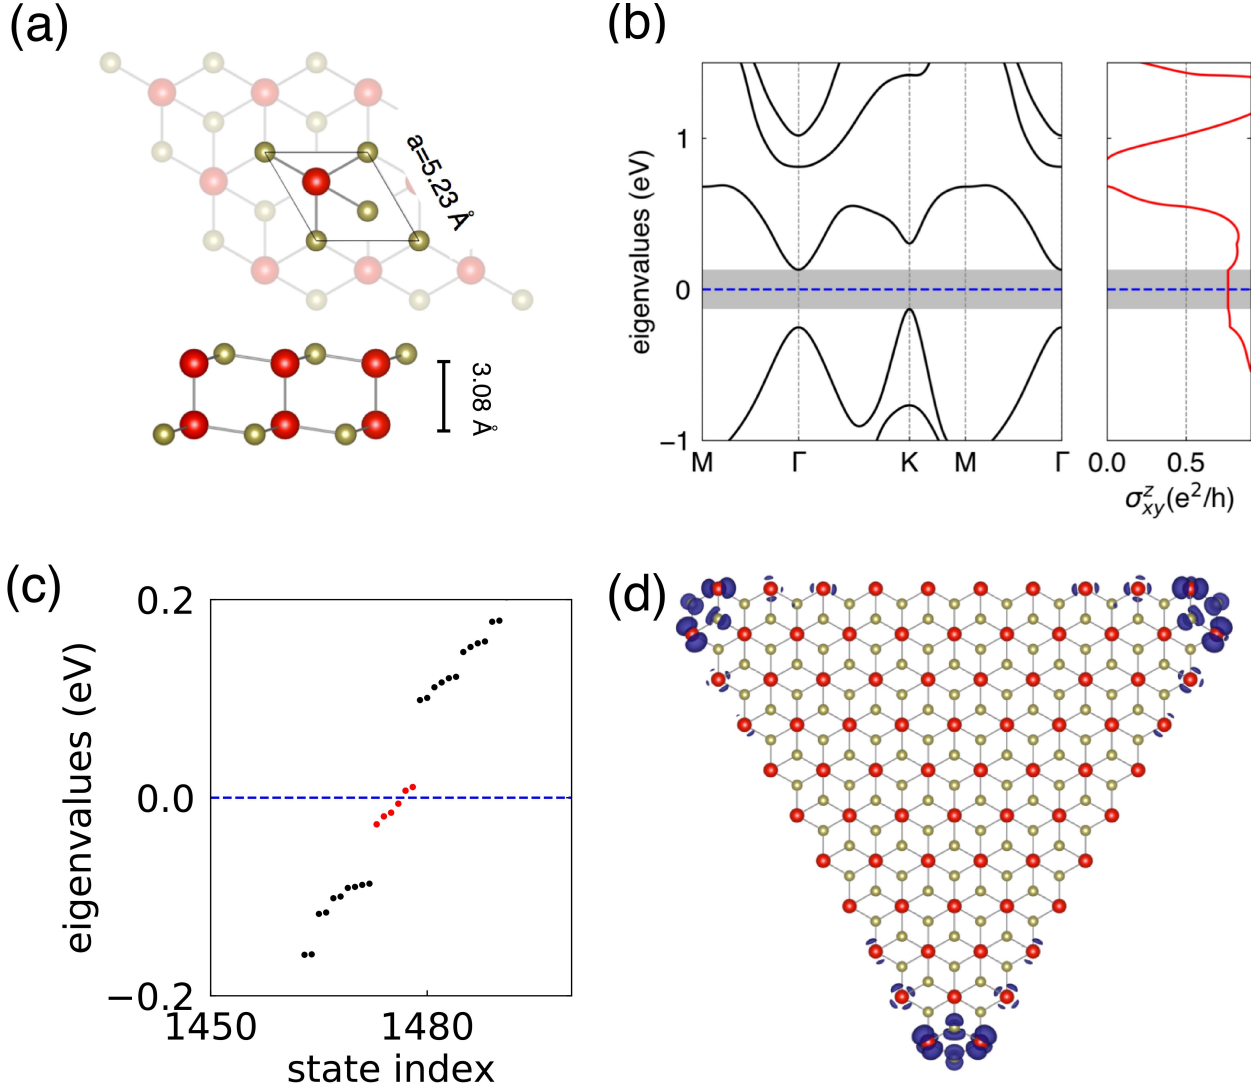 (a)
a=5.23 Å
3.08 Å
(b)
eigenvalues (eV)
1
0
−1
M Γ K M Γ
0.0 0.5
σ^z_xy(e²/h)
(c)
eigenvalues (eV)
0.2
0.0
−0.2
1450 1480
state index
(d)